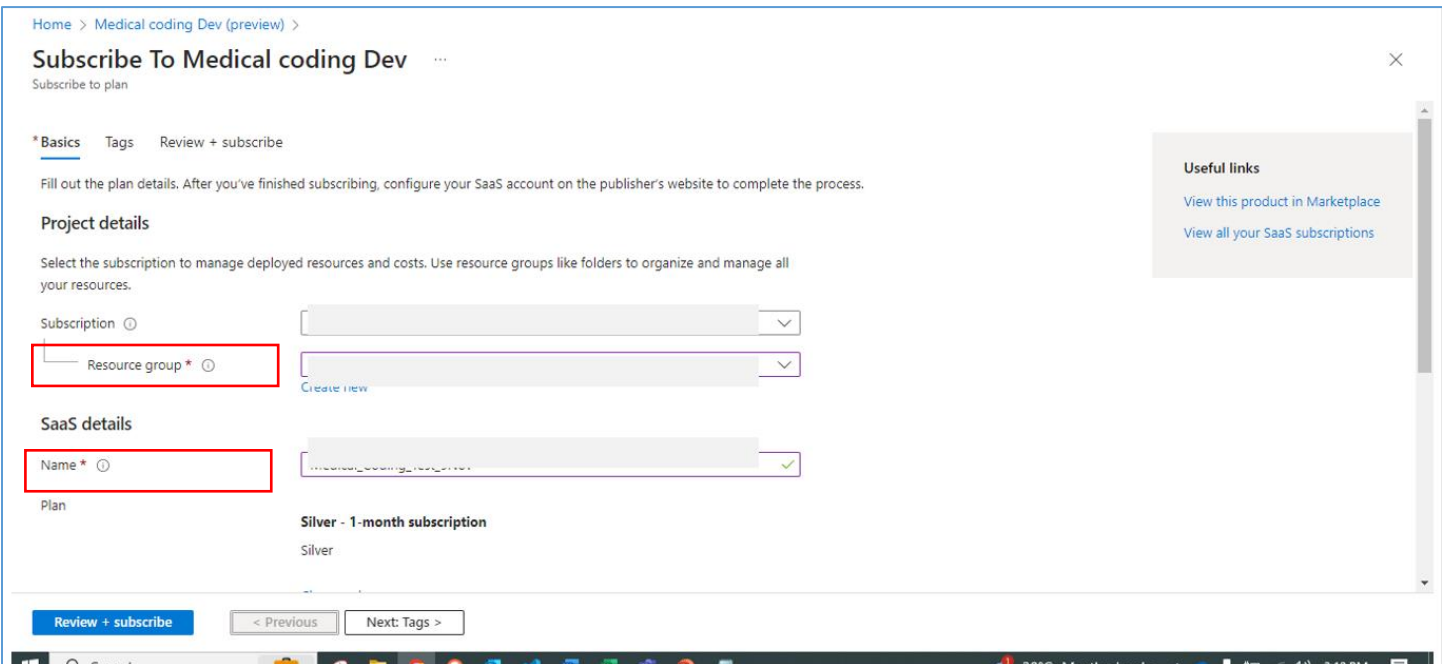 Home > Medical coding Dev (preview) >
Subscribe To Medical coding Dev ...
Subscribe to plan
* Basics Tags Review + subscribe
Fill out the plan details. After you've finished subscribing, configure your SaaS account on the publisher's website to complete the process.
Useful links
View this product in Marketplace
View all your SaaS subscriptions
Project details
Select the subscription to manage deployed resources and costs. Use resource groups like folders to organize and manage all
your resources.
Subscription
Resource group *
Create new
SaaS details
Name *
Plan
Silver - 1-month subscription
Silver
Review + subscribe < Previous Next: Tags >